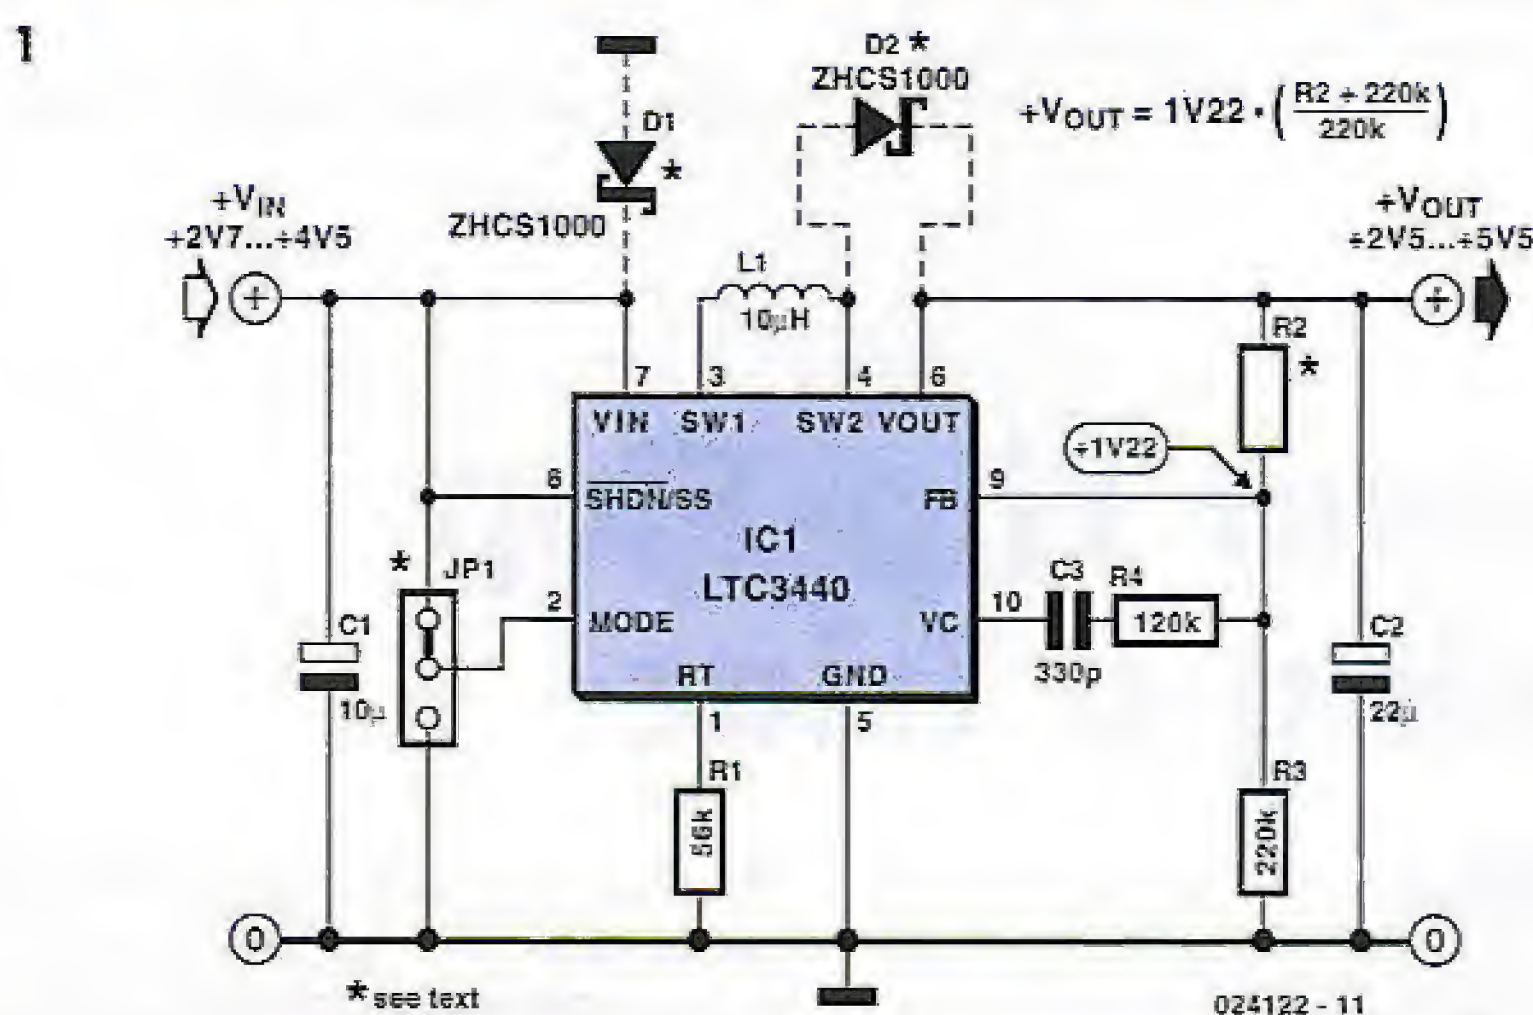 1
D2 *
ZHCS1000
+VOUT = 1V22 · ( R2 + 220k / 220k )
D1
*
ZHCS1000
+VIN
+2V7...+4V5
+VOUT
+2V5...+5V5
+
L1
10µH
+
R2
*
7
3
4
6
VIN
SW1
SW2
VOUT
+1V22
8
SHDN/SS
FB
9
IC1
LTC3440
* JP1
2
MODE
VC
10
C3
330p
R4
120k
C1
10µ
C2
22µ
RT
GND
1
5
R1
56k
R3
220k
0
0
* see text
024122 - 11